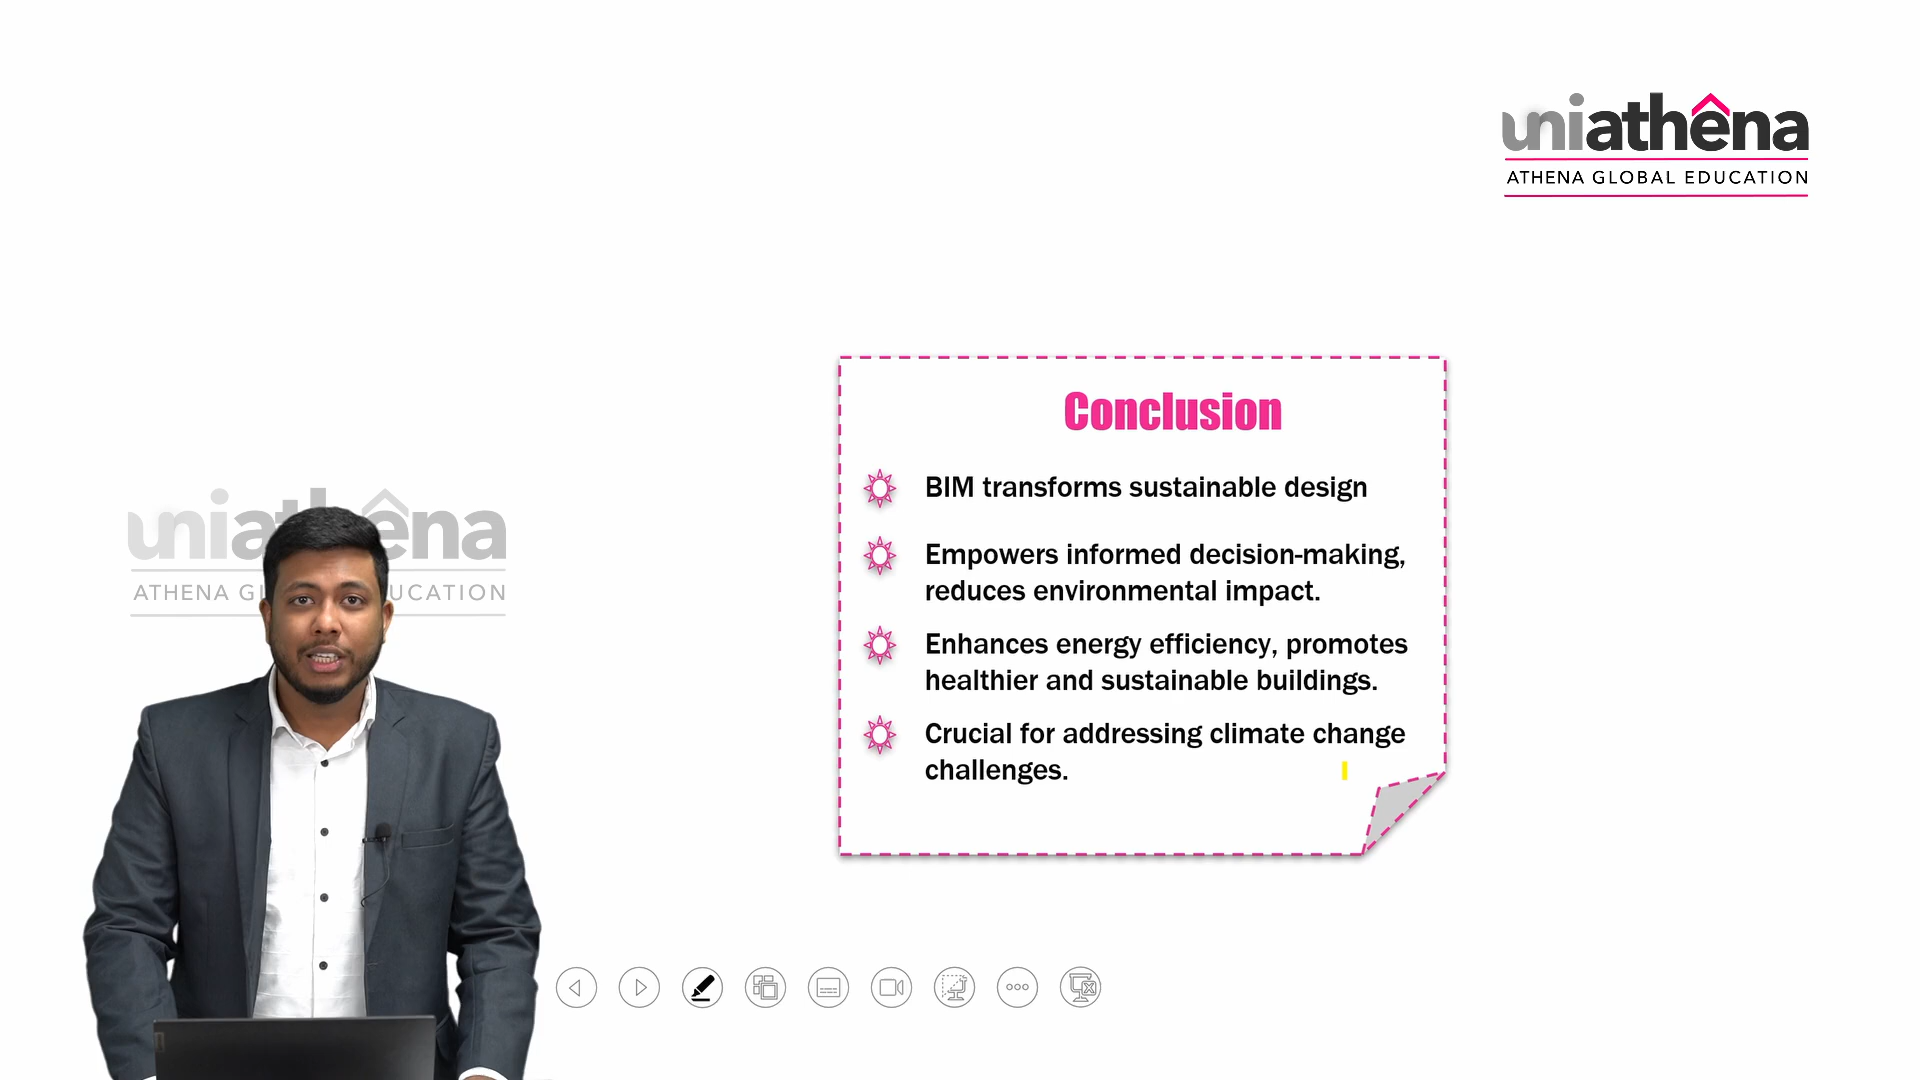 uniathena
ATHENA GLOBAL EDUCATION
Conclusion
BIM transforms sustainable design
Empowers informed decision-making,
reduces environmental impact.
Enhances energy efficiency, promotes
healthier and sustainable buildings.
Crucial for addressing climate change
challenges.